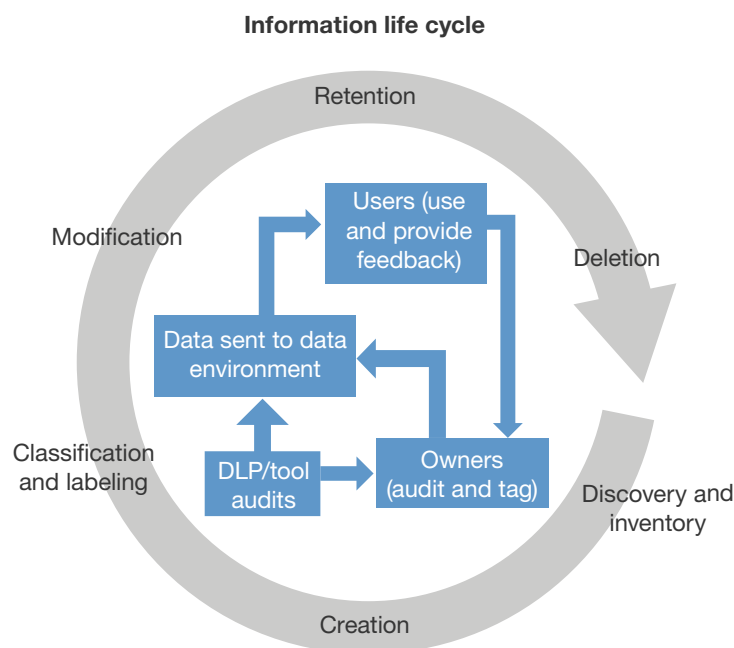 Information life cycle
Retention
Users (use
and provide
feedback)
Modification
Deletion
Data sent to data
environment
Classification
and labeling
DLP/tool
audits
Owners
(audit and tag)
Discovery and
inventory
Creation